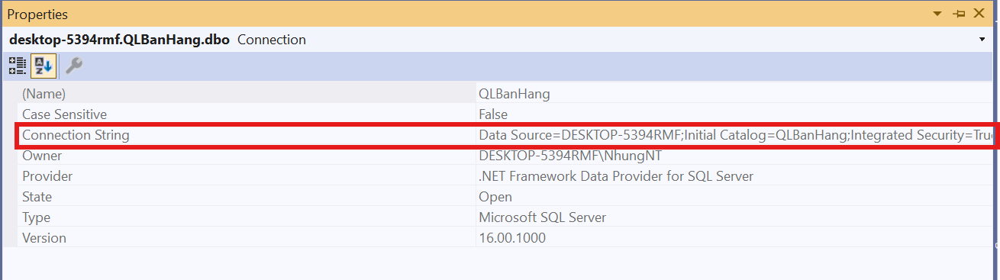 Properties
desktop-5394rmf.QLBanHang.dbo Connection
(Name) QLBanHang
Case Sensitive False
Connection String Data Source=DESKTOP-5394RMF;Initial Catalog=QLBanHang;Integrated Security=True
Owner DESKTOP-5394RMF\NhungNT
Provider .NET Framework Data Provider for SQL Server
State Open
Type Microsoft SQL Server
Version 16.00.1000